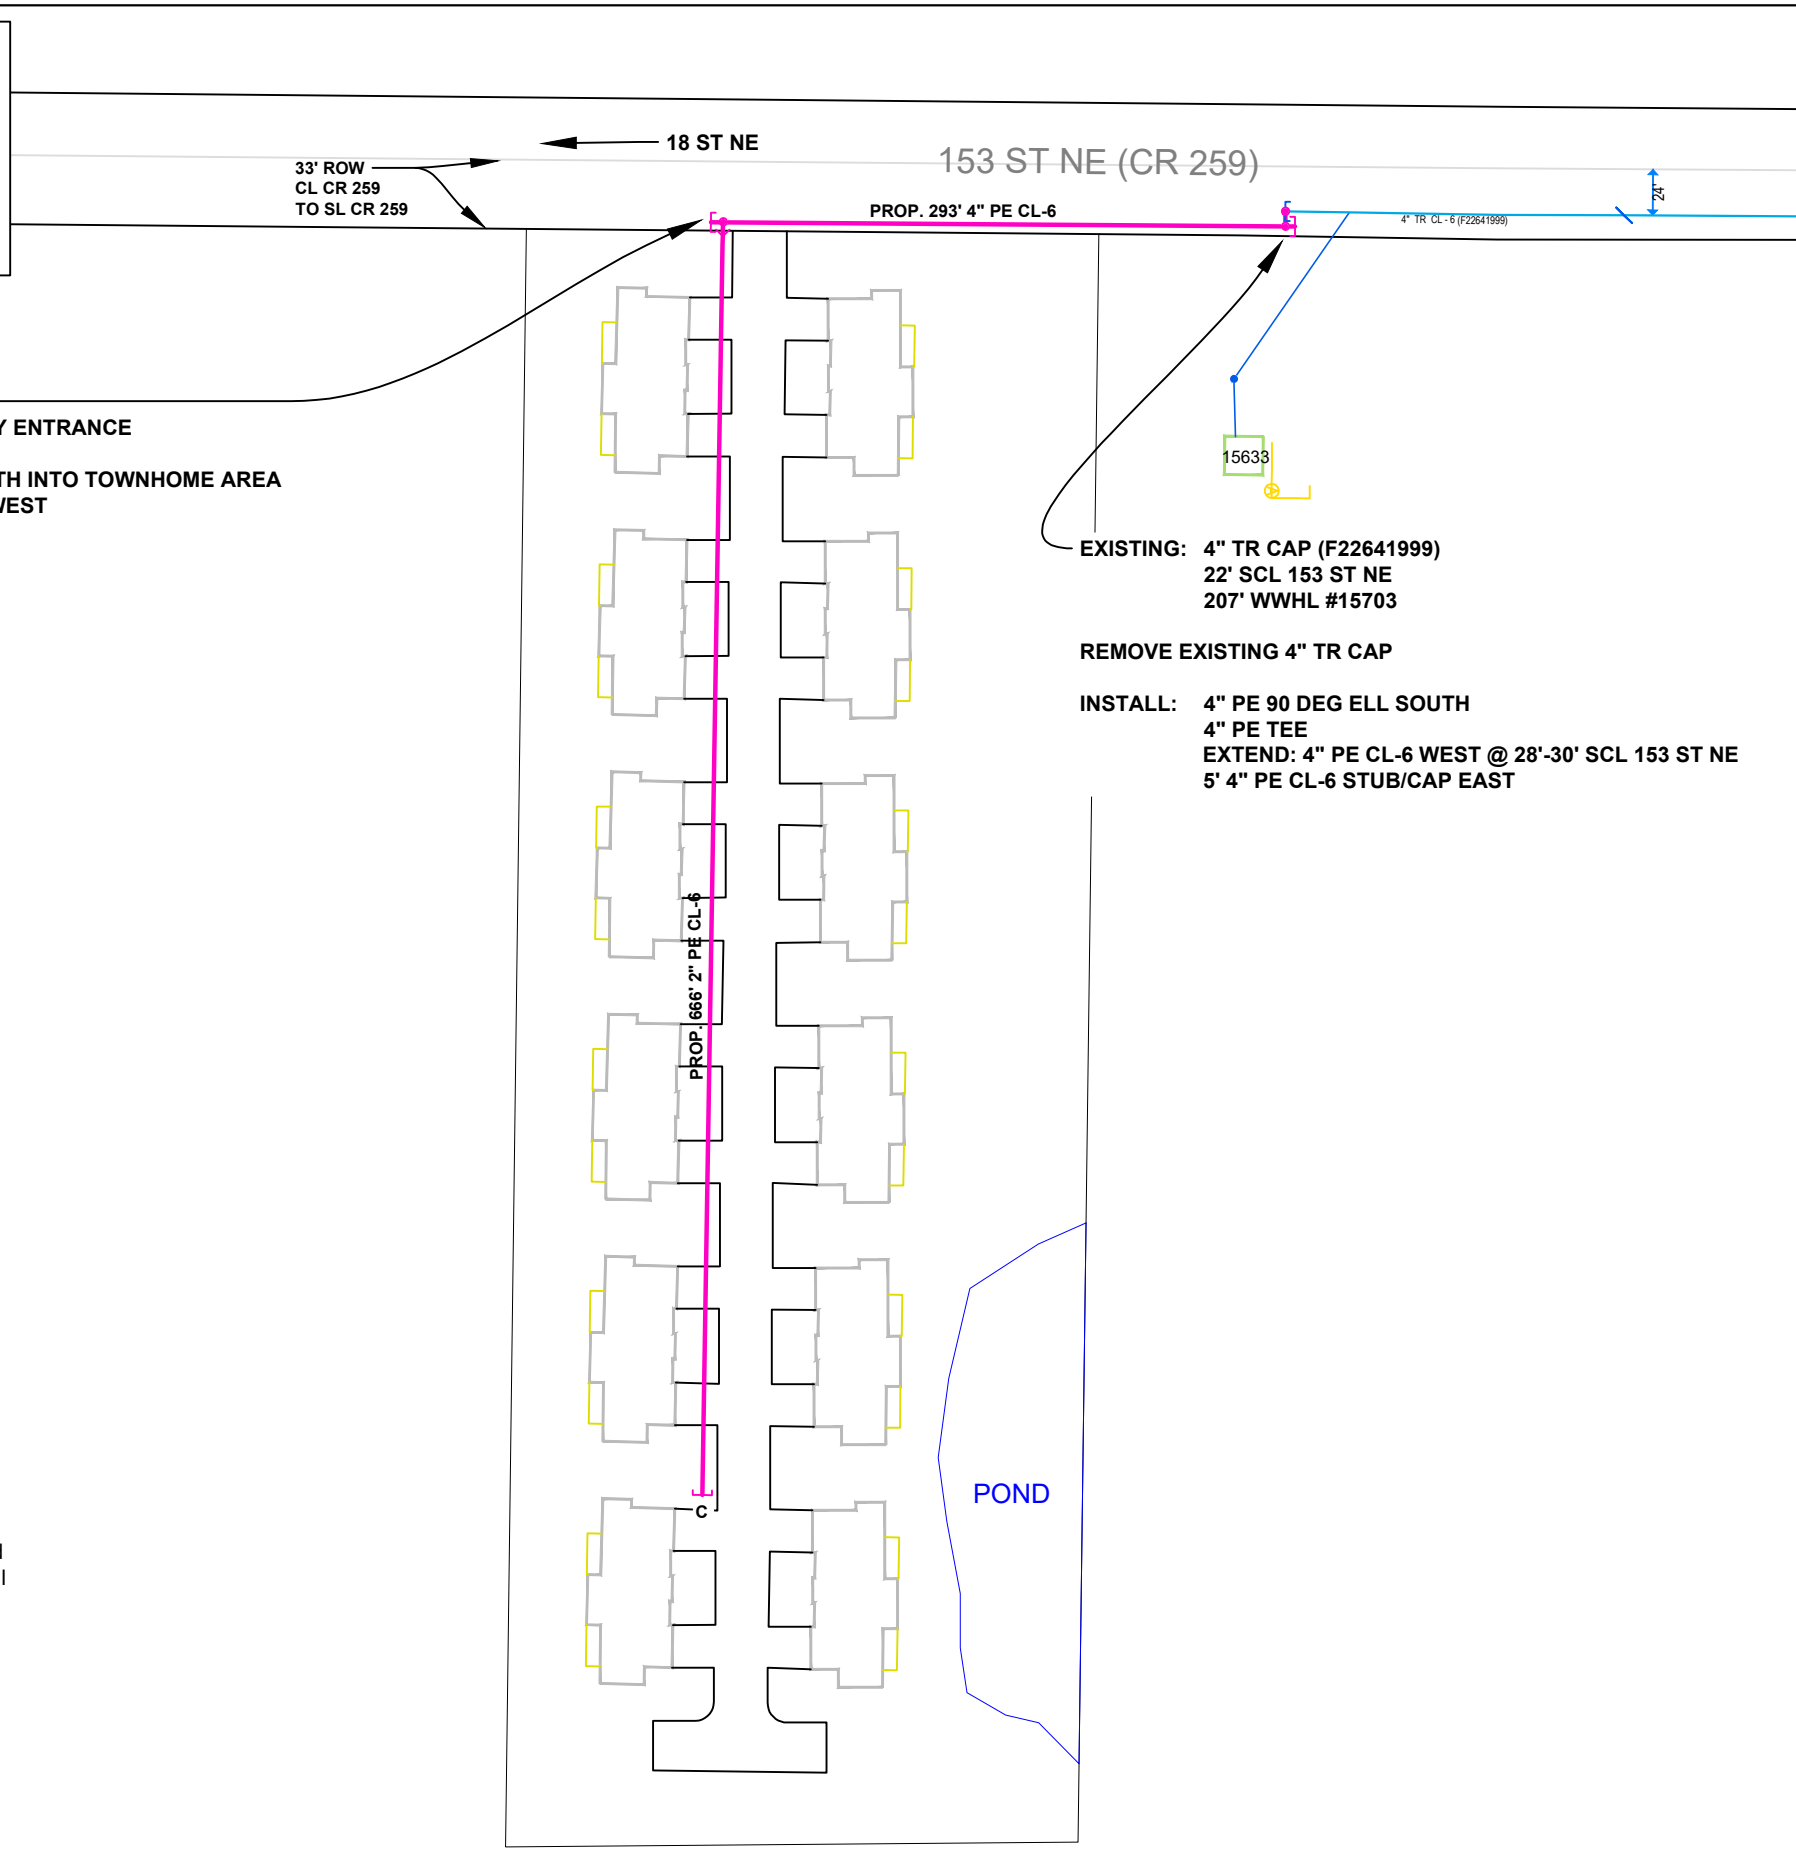 18 ST NE
153 ST NE (CR 259)
33' ROW
CL CR 259
TO SL CR 259
24'
PROP. 293' 4" PE CL-6
4" TR CL - 6 (F22641999)
Y ENTRANCE
TH INTO TOWNHOME AREA
WEST
15633
EXISTING: 4" TR CAP (F22641999)
22' SCL 153 ST NE
207' WWHL #15703
REMOVE EXISTING 4" TR CAP
INSTALL: 4" PE 90 DEG ELL SOUTH
4" PE TEE
EXTEND: 4" PE CL-6 WEST @ 28'-30' SCL 153 ST NE
5' 4" PE CL-6 STUB/CAP EAST
PROP. 666' 2" PE CL-6
POND
C